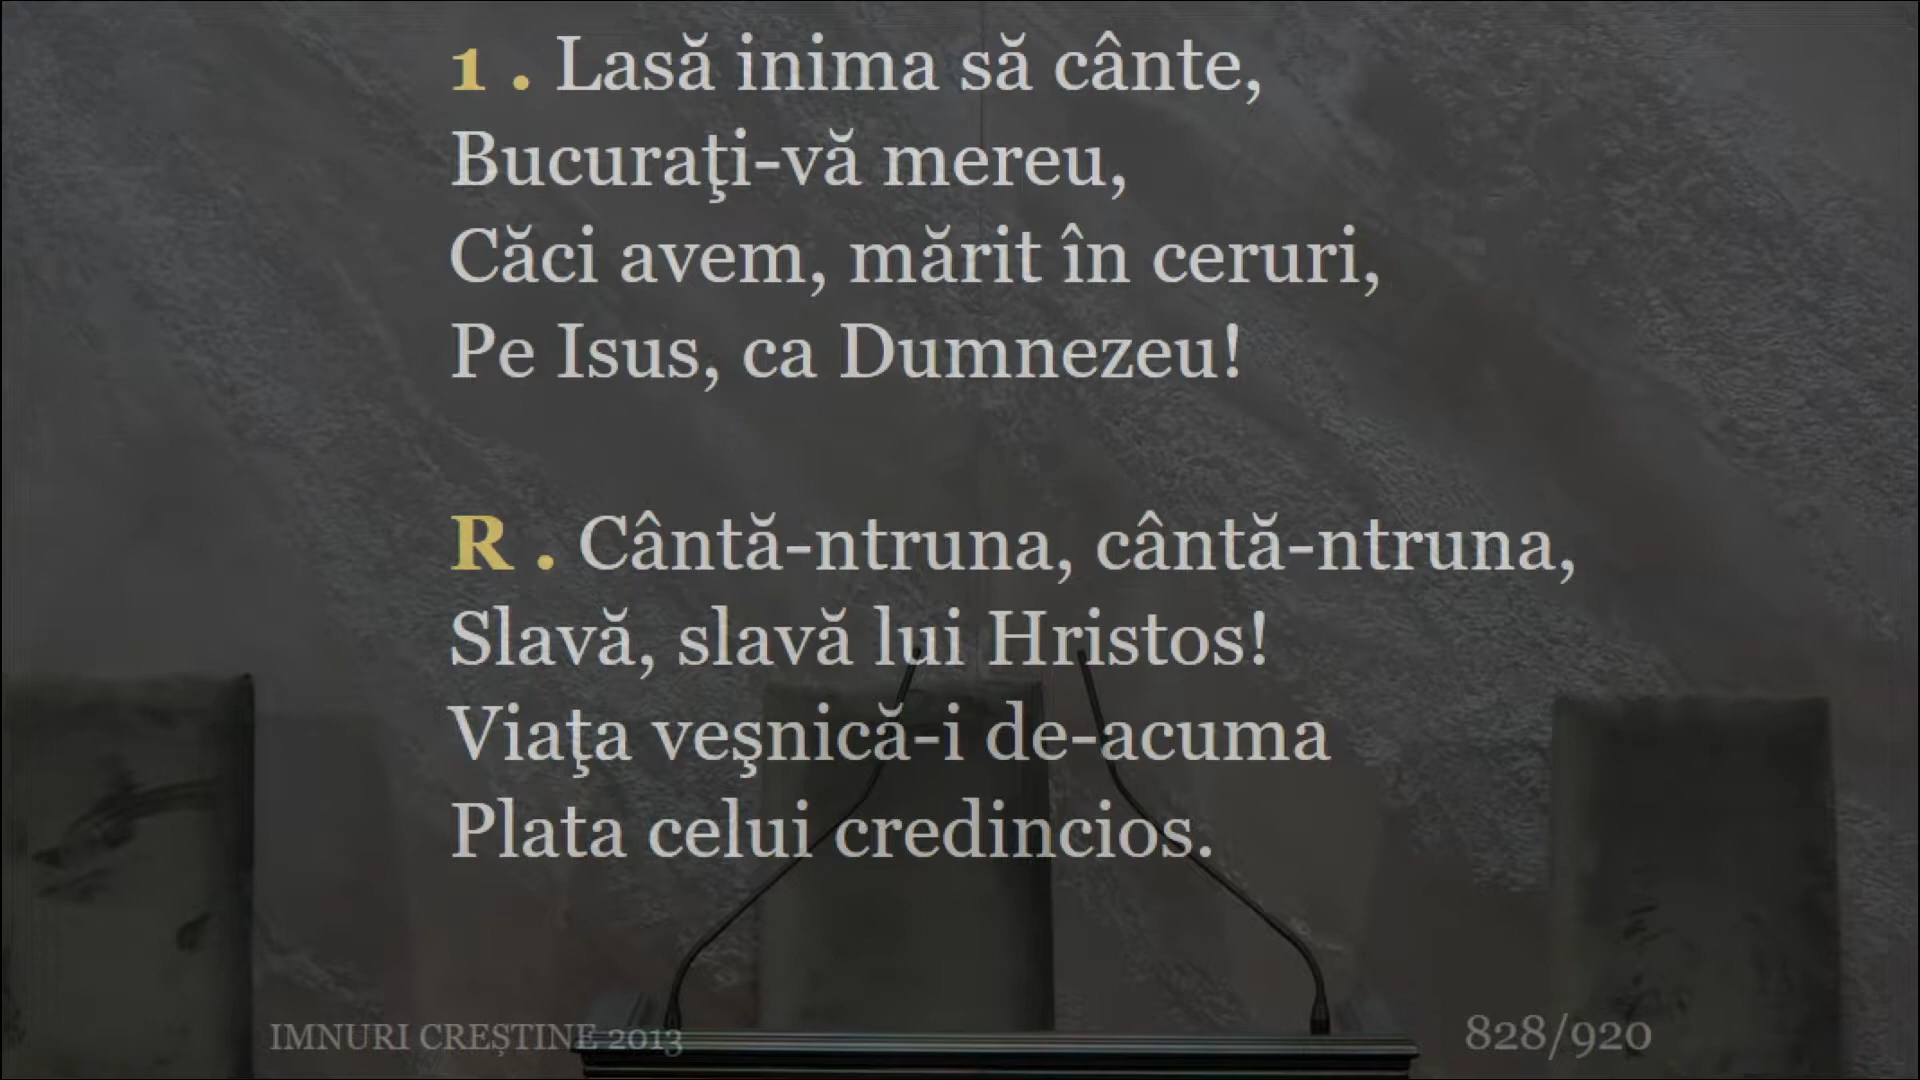 1 . Lasă inima să cânte,
Bucuraţi-vă mereu,
Căci avem, mărit în ceruri,
Pe Isus, ca Dumnezeu!
R . Cântă-ntruna, cântă-ntruna,
Slavă, slavă lui Hristos!
Viaţa veşnică-i de-acuma
Plata celui credincios.
IMNURI CREȘTINE 2013
828/920